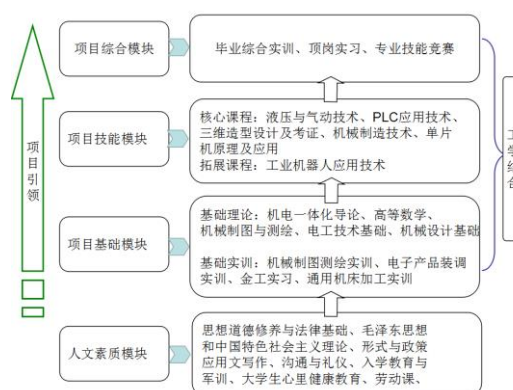 项目引领
项目综合模块
毕业综合实训、顶岗实习、专业技能竞赛
项目技能模块
核心课程：液压与气动技术、PLC应用技术、
三维造型设计及考证、机械制造技术、单片
机原理及应用
拓展课程：工业机器人应用技术
项目基础模块
基础理论：机电一体化导论、高等数学、
机械制图与测绘、电工技术基础、机械设计基础
基础实训：机械制图测绘实训、电子产品装调
实训、金工实习、通用机床加工实训
人文素质模块
思想道德修养与法律基础、毛泽东思想
和中国特色社会主义理论、形式与政策
应用文写作、沟通与礼仪、入学教育与
军训、大学生心里健康教育、劳动课、
工学结合